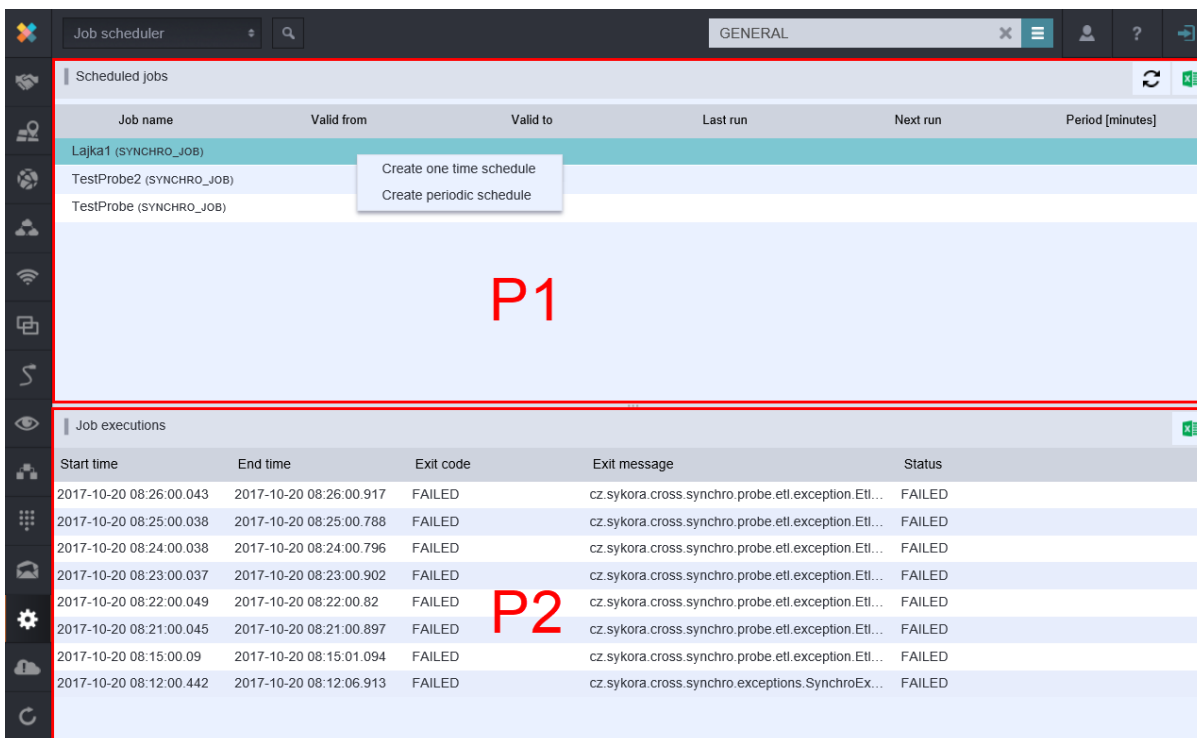 Job scheduler GENERAL ?
Scheduled jobs
Job name Valid from Valid to Last run Next run Period [minutes]
Lajka1 (SYNCHRO_JOB)
Create one time schedule
TestProbe2 (SYNCHRO_JOB)
Create periodic schedule
TestProbe (SYNCHRO_JOB)
P1
Job executions
Start time End time Exit code Exit message Status
2017-10-20 08:26:00.043 2017-10-20 08:26:00.917 FAILED cz.sykora.cross.synchro.probe.etl.exception.Etl... FAILED
2017-10-20 08:25:00.038 2017-10-20 08:25:00.788 FAILED cz.sykora.cross.synchro.probe.etl.exception.Etl... FAILED
2017-10-20 08:24:00.038 2017-10-20 08:24:00.796 FAILED cz.sykora.cross.synchro.probe.etl.exception.Etl... FAILED
2017-10-20 08:23:00.037 2017-10-20 08:23:00.902 FAILED cz.sykora.cross.synchro.probe.etl.exception.Etl... FAILED
2017-10-20 08:22:00.049 2017-10-20 08:22:00.82 FAILED cz.sykora.cross.synchro.probe.etl.exception.Etl... FAILED
P2
2017-10-20 08:21:00.045 2017-10-20 08:21:00.897 FAILED cz.sykora.cross.synchro.probe.etl.exception.Etl... FAILED
2017-10-20 08:15:00.09 2017-10-20 08:15:01.094 FAILED cz.sykora.cross.synchro.probe.etl.exception.Etl... FAILED
2017-10-20 08:12:00.442 2017-10-20 08:12:06.913 FAILED cz.sykora.cross.synchro.exceptions.SynchroEx... FAILED